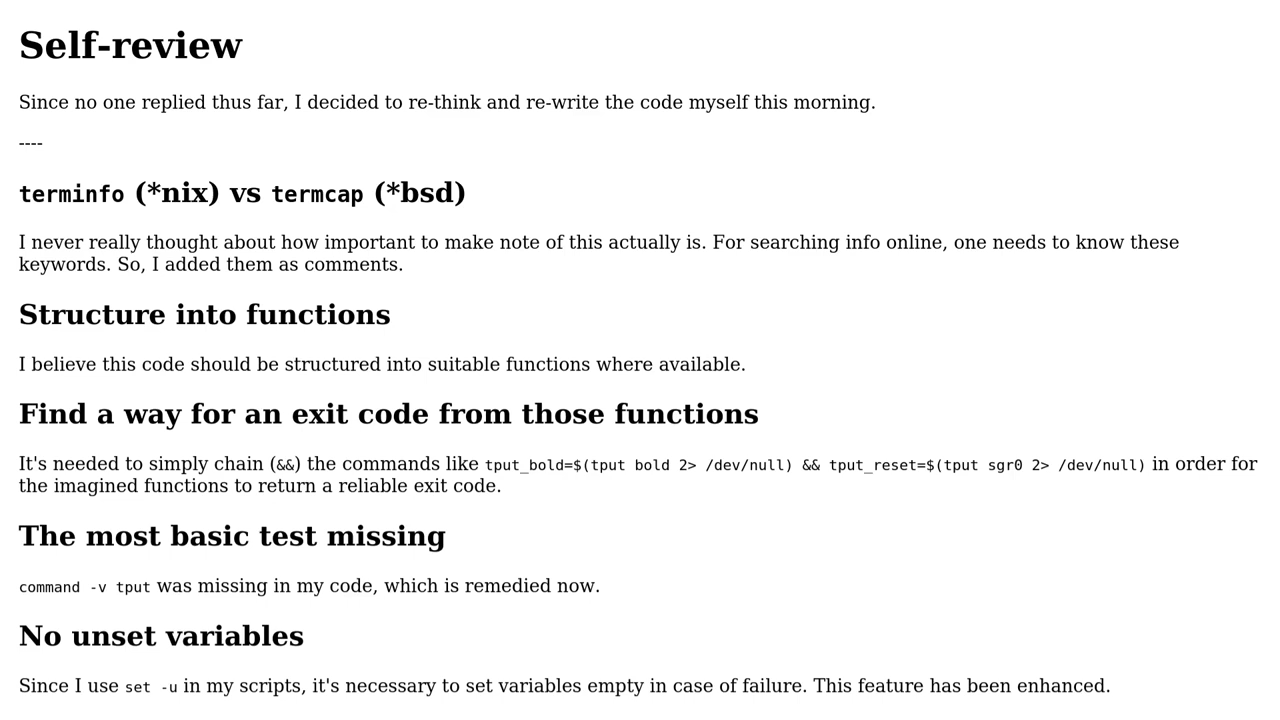 Self-review
Since no one replied thus far, I decided to re-think and re-write the code myself this morning.
----
terminfo (*nix) vs termcap (*bsd)
I never really thought about how important to make note of this actually is. For searching info online, one needs to know these
keywords. So, I added them as comments.
Structure into functions
I believe this code should be structured into suitable functions where available.
Find a way for an exit code from those functions
It's needed to simply chain (&&) the commands like tput_bold=$(tput bold 2> /dev/null) && tput_reset=$(tput sgr0 2> /dev/null) in order for
the imagined functions to return a reliable exit code.
The most basic test missing
command -v tput was missing in my code, which is remedied now.
No unset variables
Since I use set -u in my scripts, it's necessary to set variables empty in case of failure. This feature has been enhanced.